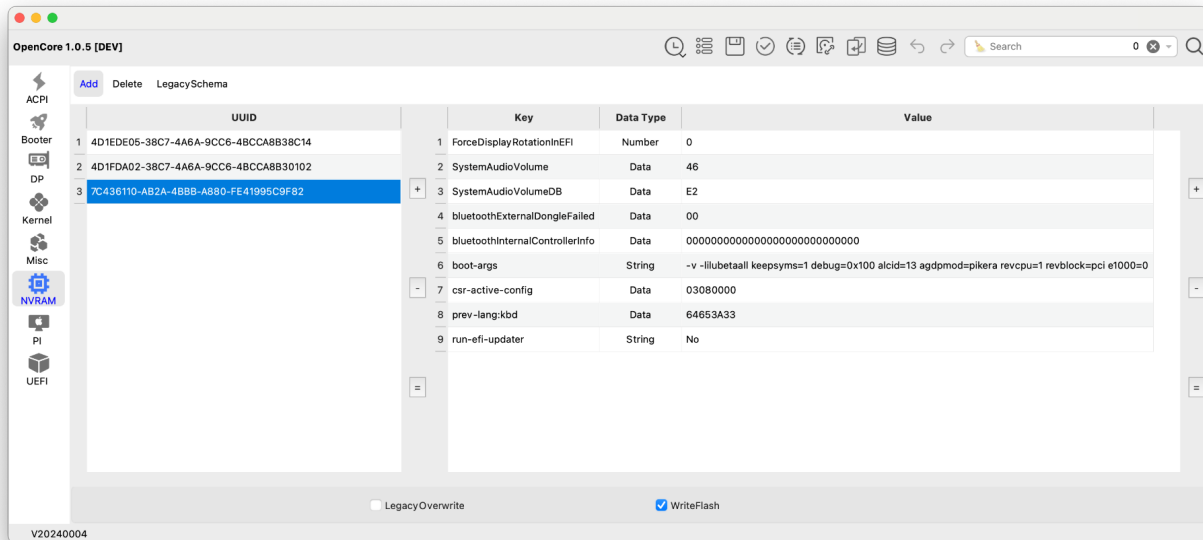 OpenCore 1.0.5 [DEV]
Search
0
ACPI
Booter
DP
Kernel
Misc
NVRAM
PI
UEFI
Add Delete LegacySchema
UUID
1 4D1EDE05-38C7-4A6A-9CC6-4BCCA8B38C14
2 4D1FDA02-38C7-4A6A-9CC6-4BCCA8B30102
3 7C436110-AB2A-4BBB-A880-FE41995C9F82
+
-
=
Key Data Type Value
1 ForceDisplayRotationInEFI Number 0
2 SystemAudioVolume Data 46
3 SystemAudioVolumeDB Data E2
4 bluetoothExternalDongleFailed Data 00
5 bluetoothInternalControllerInfo Data 0000000000000000000000000000
6 boot-args String -v -lilubetaall keepsyms=1 debug=0x100 alcid=13 agdpmod=pikera revcpu=1 revblock=pci e1000=0
7 csr-active-config Data 03080000
8 prev-lang:kbd Data 64653A33
9 run-efi-updater String No
+
-
=
LegacyOverwrite WriteFlash
V20240004